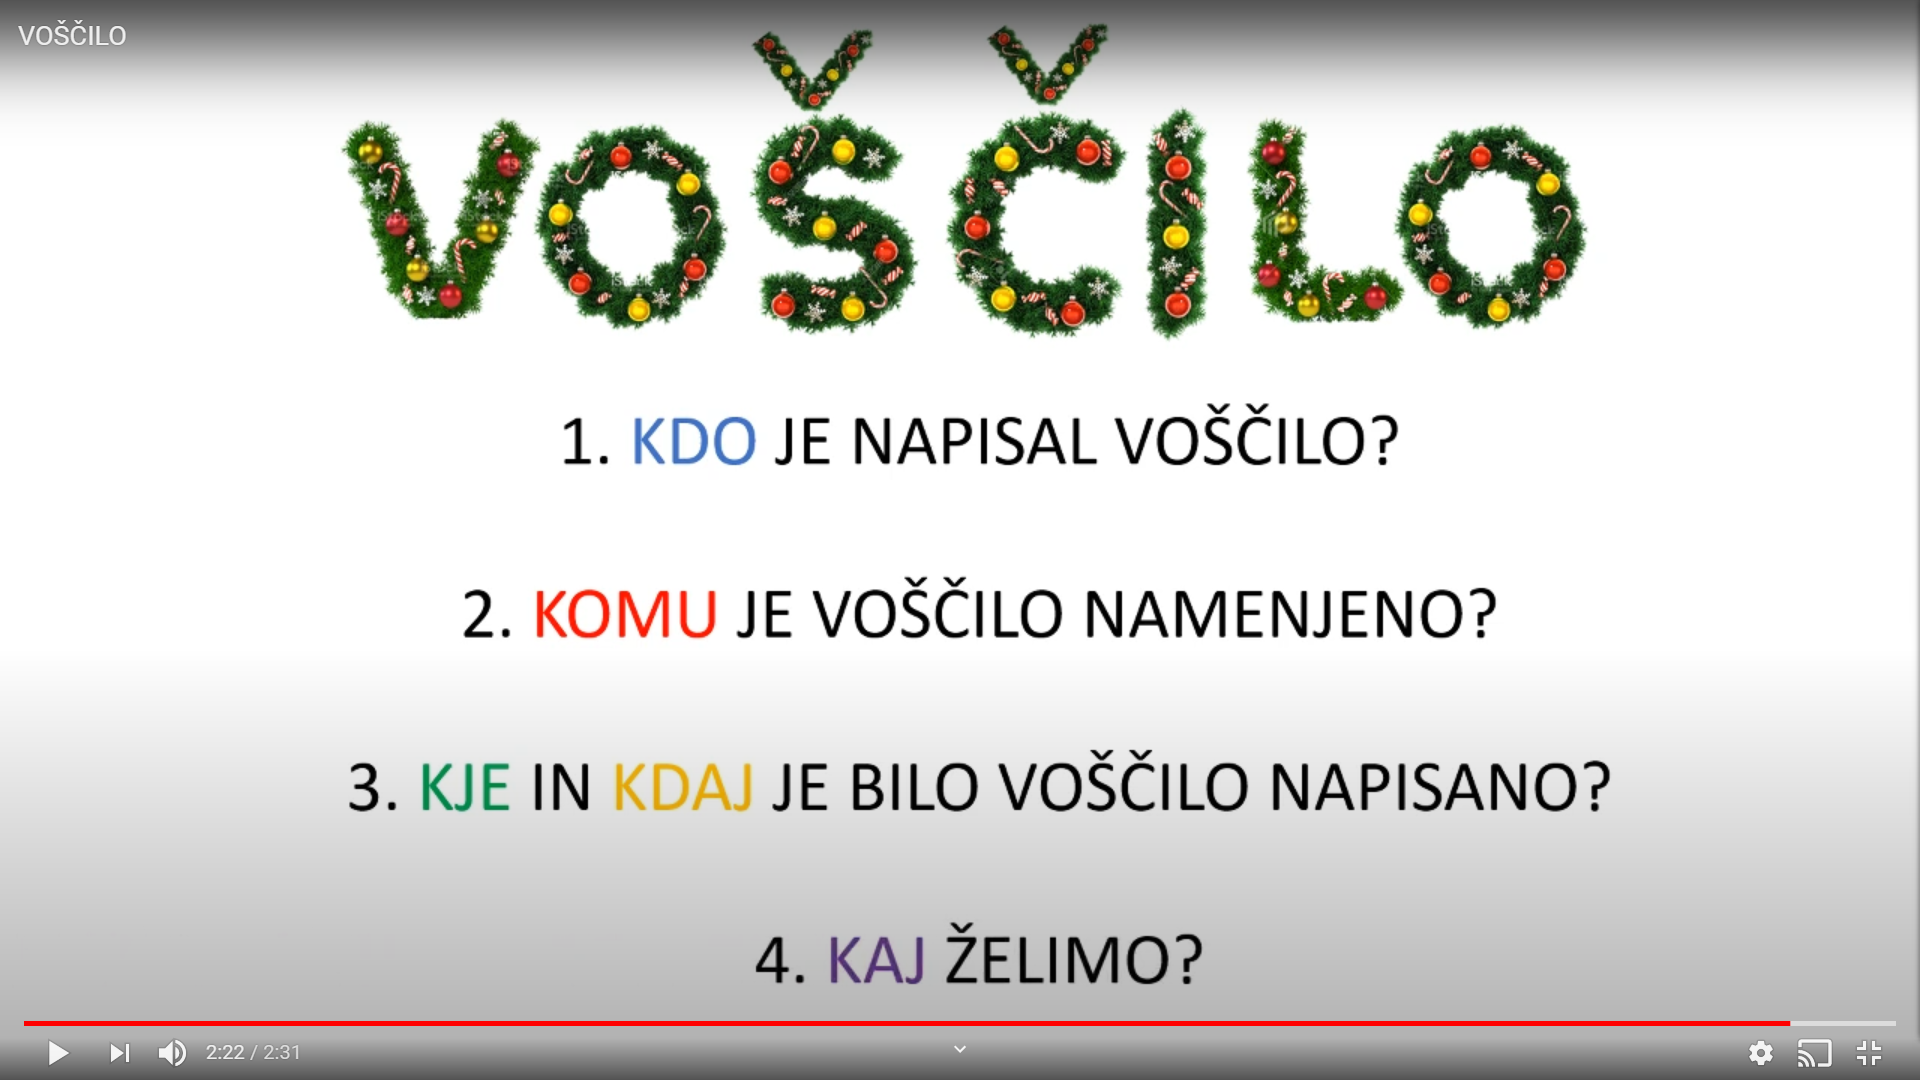 VOŠČILO
VOŠČILO
1. KDO JE NAPISAL VOŠČILO?
2. KOMU JE VOŠČILO NAMENJENO?
3. KJE IN KDAJ JE BILO VOŠČILO NAPISANO?
4. KAJ ŽELIMO?
2:22 / 2:31